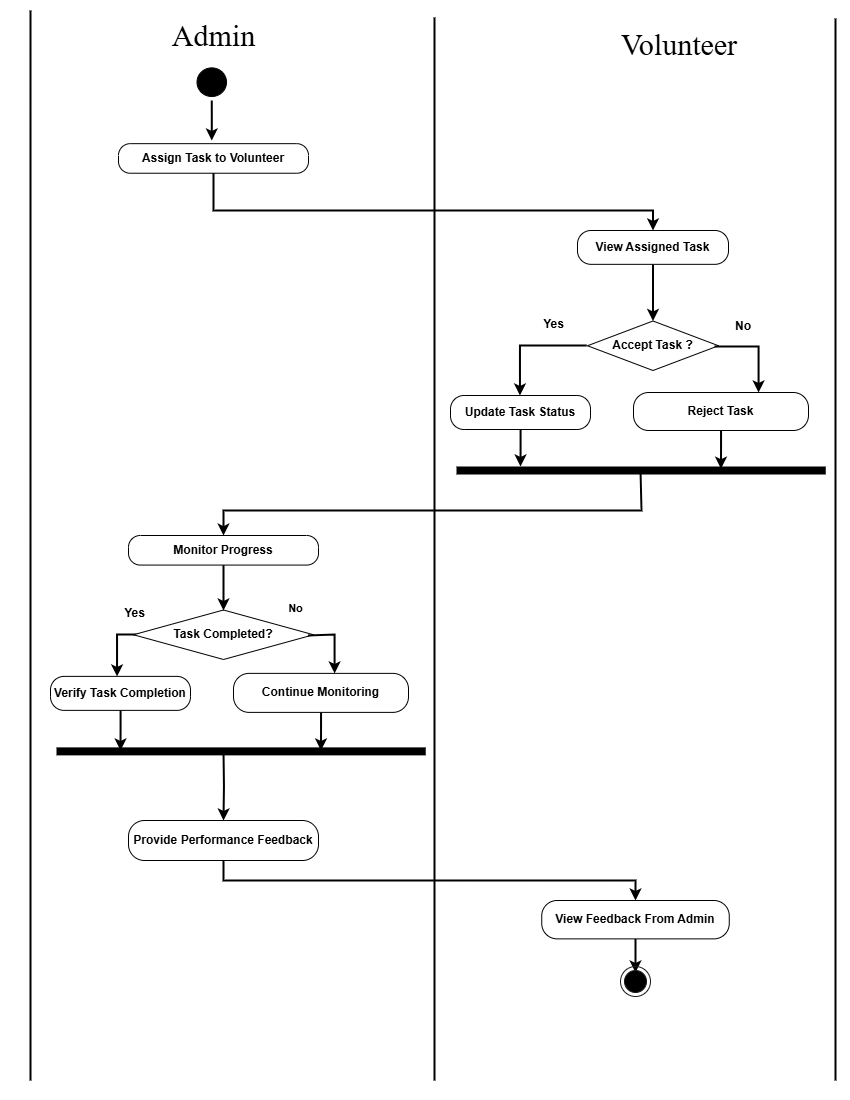 Admin
Volunteer
Assign Task to Volunteer
View Assigned Task
Yes
No
Accept Task ?
Update Task Status
Reject Task
Monitor Progress
Yes
No
Task Completed?
Verify Task Completion
Continue Monitoring
Provide Performance Feedback
View Feedback From Admin